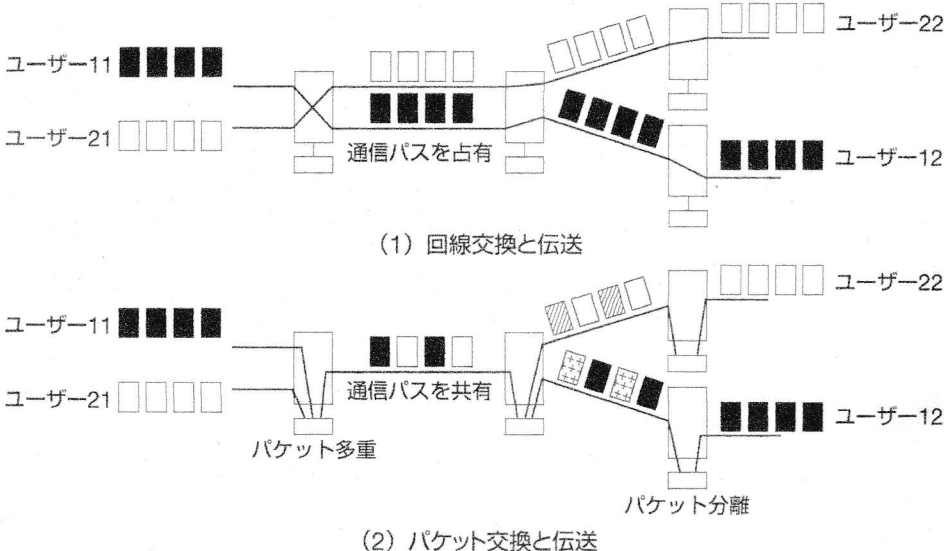 ユーザー22
ユーザー11
ユーザー21
通信パスを占有
ユーザー12
(1) 回線交換と伝送
ユーザー22
ユーザー11
ユーザー21
通信パスを共有
ユーザー12
パケット多重
パケット分離
(2) パケット交換と伝送